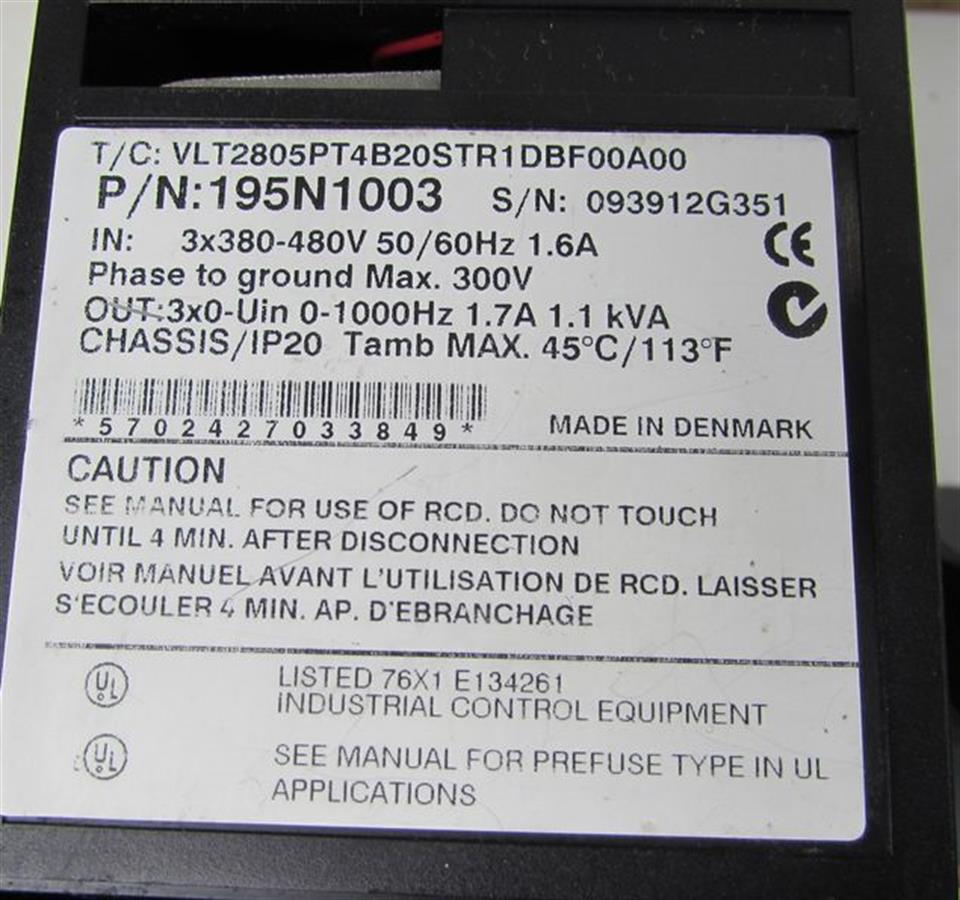 T/C: VLT2805PT4B20STR1DBF00A00
P/N:195N1003 S/N: 093912G351
IN: 3x380-480V 50/60Hz 1.6A
CE
Phase to ground Max. 300V
OUT:3x0-Uin 0-1000Hz 1.7A 1.1 kVA
CHASSIS/IP20 Tamb MAX. 45°C/113°F
*5702427033849* MADE IN DENMARK
CAUTION
SEE MANUAL FOR USE OF RCD. DO NOT TOUCH
UNTIL 4 MIN. AFTER DISCONNECTION
VOIR MANUEL AVANT L'UTILISATION DE RCD. LAISSER
S'ECOULER 4 MIN. AP. D'EBRANCHAGE
UL LISTED 76X1 E134261
INDUSTRIAL CONTROL EQUIPMENT
UL SEE MANUAL FOR PREFUSE TYPE IN UL
APPLICATIONS